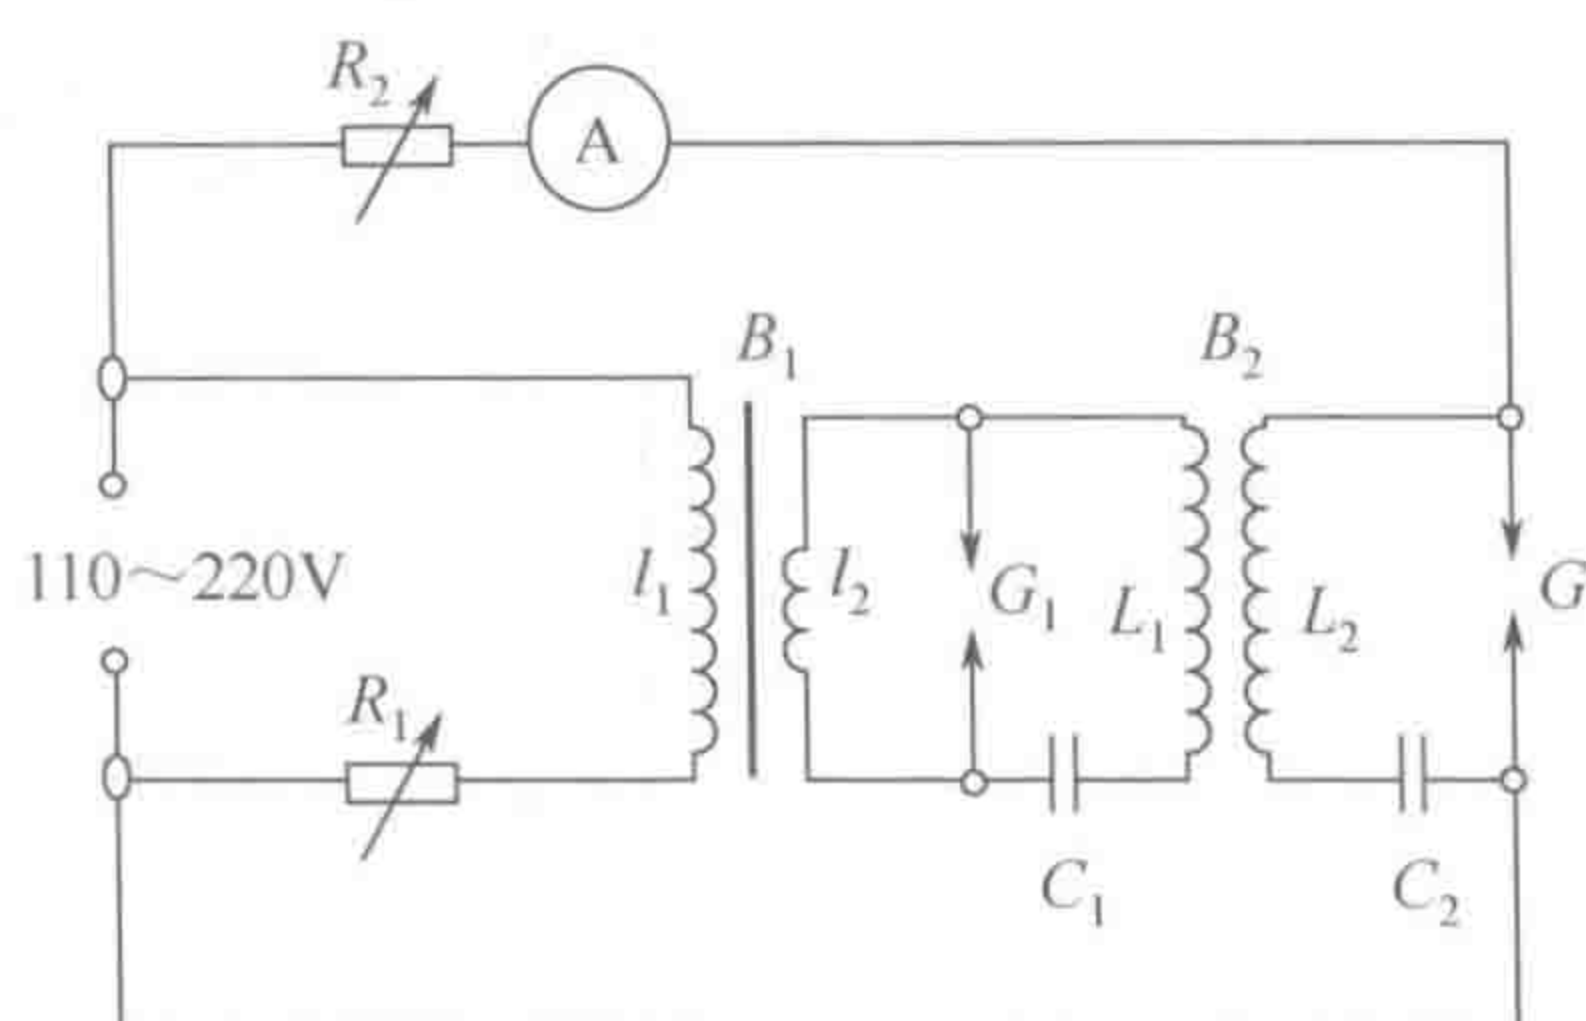 R₂
A
B₁
B₂
110～220V
l₁
l₂
G₁
L₁
L₂
G
R₁
C₁
C₂